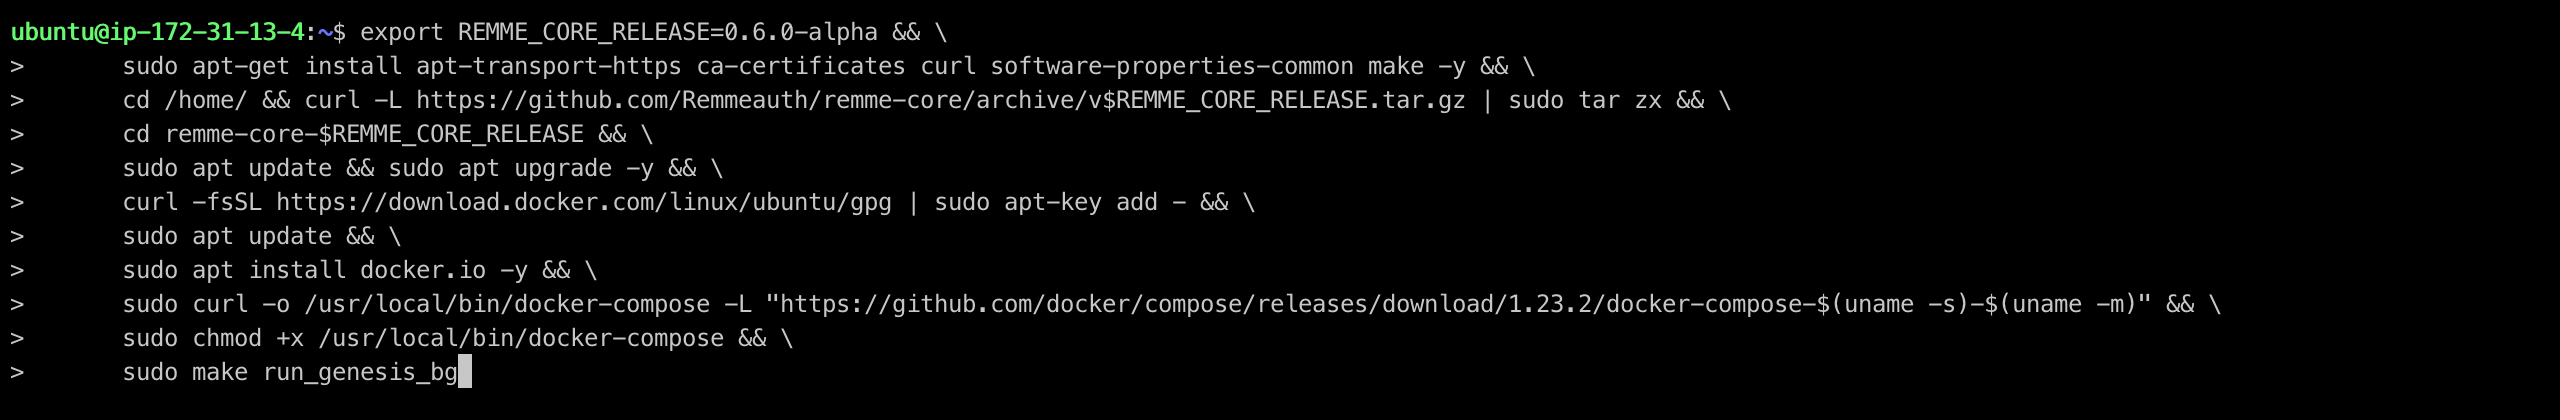 ubuntu@ip-172-31-13-4:~$ export REMME_CORE_RELEASE=0.6.0-alpha && \
>       sudo apt-get install apt-transport-https ca-certificates curl software-properties-common make -y && \
>       cd /home/ && curl -L https://github.com/Remmeauth/remme-core/archive/v$REMME_CORE_RELEASE.tar.gz | sudo tar zx && \
>       cd remme-core-$REMME_CORE_RELEASE && \
>       sudo apt update && sudo apt upgrade -y && \
>       curl -fsSL https://download.docker.com/linux/ubuntu/gpg | sudo apt-key add - && \
>       sudo apt update && \
>       sudo apt install docker.io -y && \
>       sudo curl -o /usr/local/bin/docker-compose -L "https://github.com/docker/compose/releases/download/1.23.2/docker-compose-$(uname -s)-$(uname -m)" && \
>       sudo chmod +x /usr/local/bin/docker-compose && \
>       sudo make run_genesis_bg